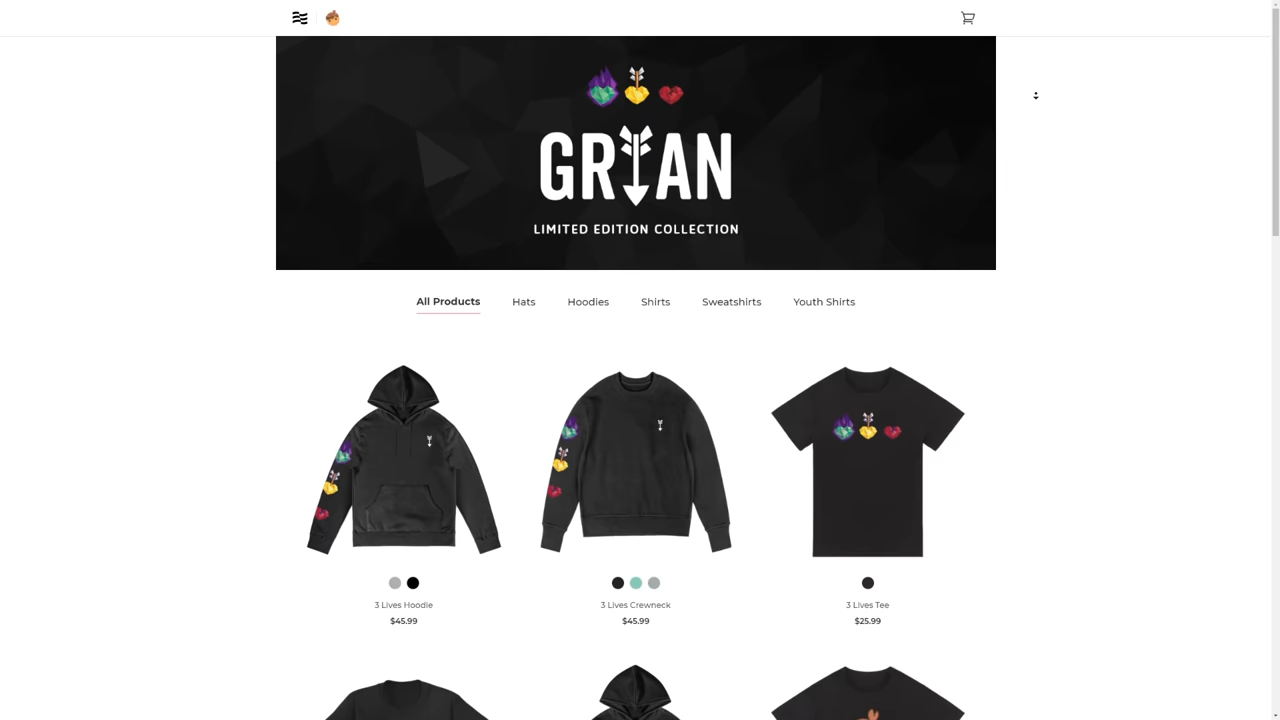 GRIAN
LIMITED EDITION COLLECTION
All Products Hats Hoodies Shirts Sweatshirts Youth Shirts
3 Lives Hoodie 3 Lives Crewneck 3 Lives Tee
$45.99 $45.99 $25.99